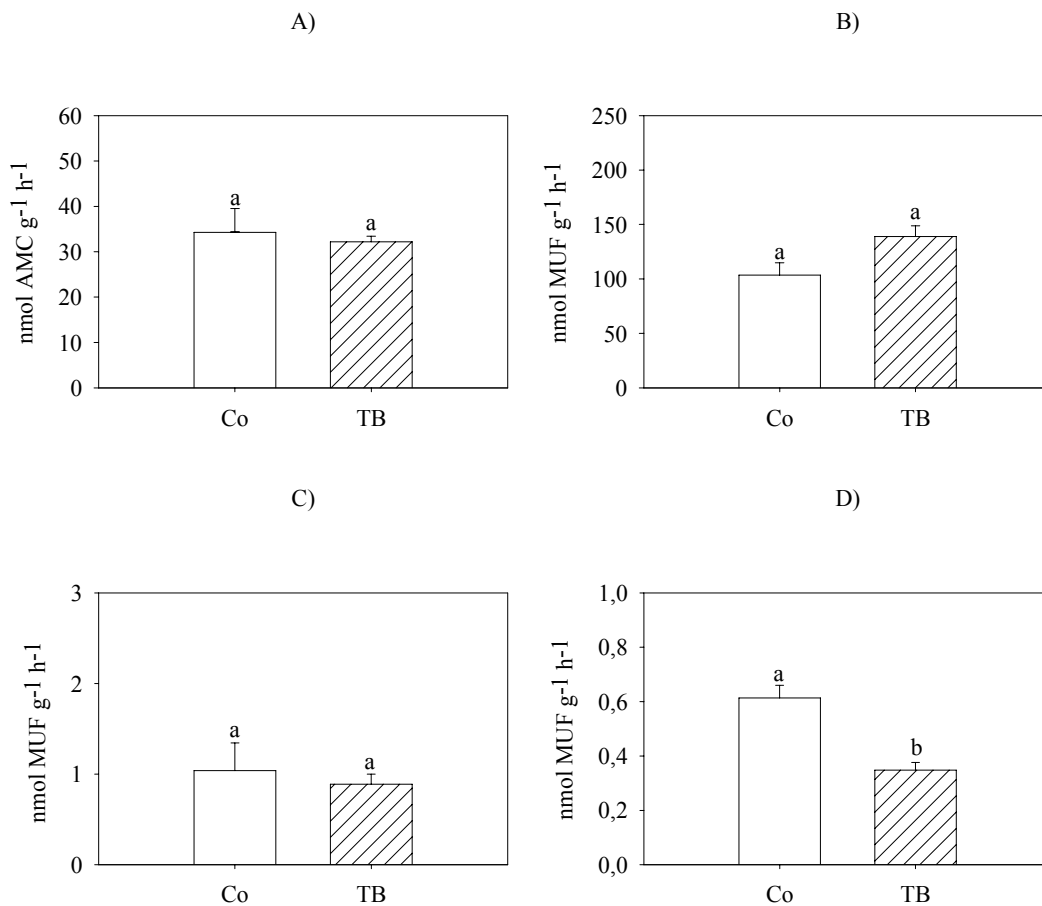 A)
60
50
40
30
20
10
0
nmol AMC g-1 h-1
a
a
Co
TB
B)
250
200
150
100
50
0
nmol MUF g-1 h-1
a
a
Co
TB
C)
3
2
1
0
nmol MUF g-1 h-1
a
a
Co
TB
D)
1,0
0,8
0,6
0,4
0,2
0,0
nmol MUF g-1 h-1
a
b
Co
TB